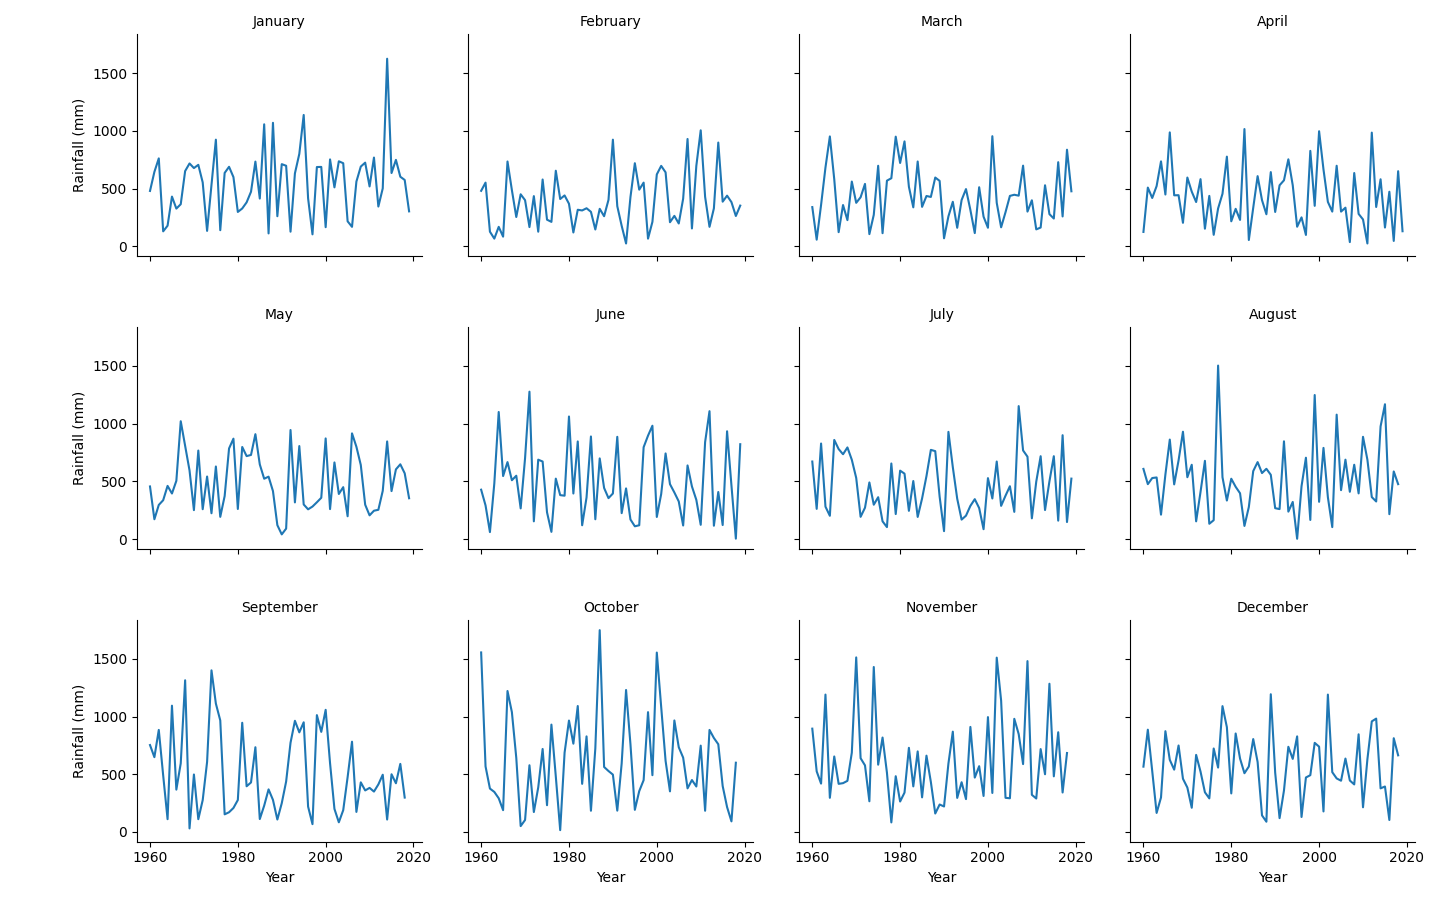 January February March April
1500
1000
500
0
Rainfall (mm)
May June July August
1500
1000
500
0
Rainfall (mm)
September October November December
1500
1000
500
0
Rainfall (mm)
1960 1980 2000 2020 1960 1980 2000 2020 1960 1980 2000 2020 1960 1980 2000 2020
Year Year Year Year